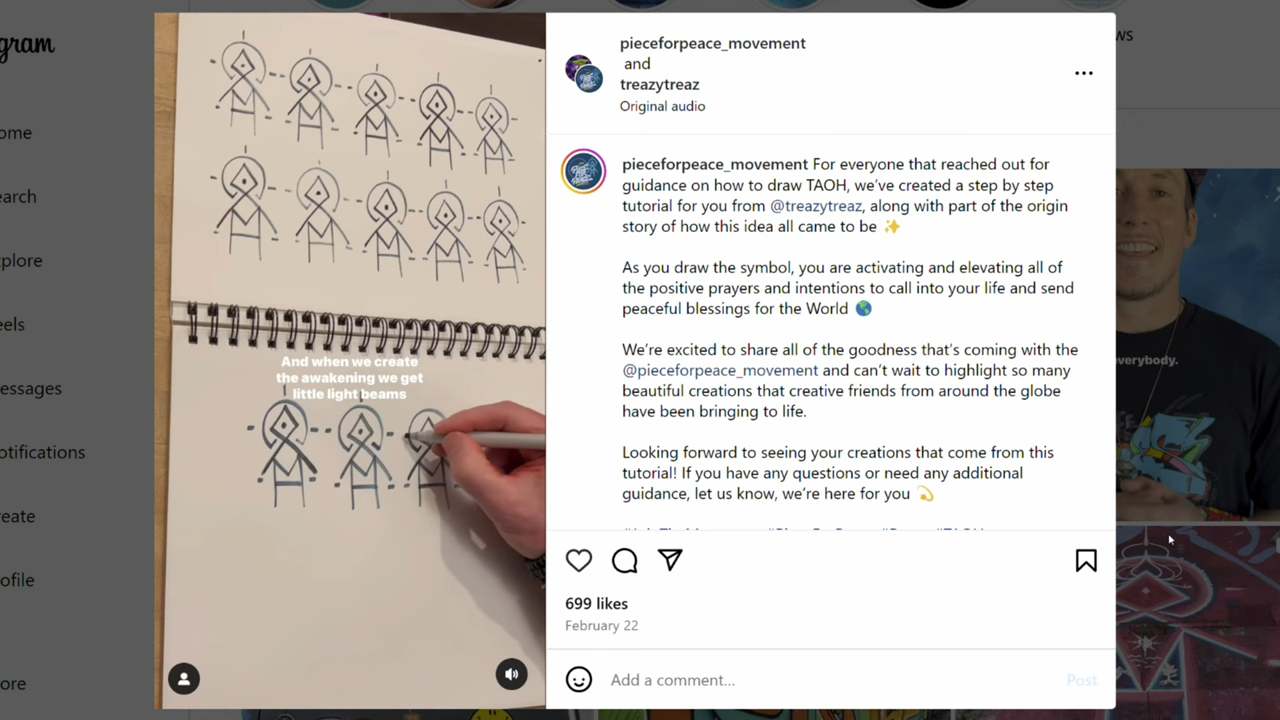 gram
ome
earch
xplore
eels
essages
otifications
reate
rofile
ore
And when we create
the awakening we get
little light beams
pieceforpeace_movement
and
treazytreaz
Original audio
pieceforpeace_movement For everyone that reached out for
guidance on how to draw TAOH, we’ve created a step by step
tutorial for you from @treazytreaz, along with part of the origin
story of how this idea all came to be ✨
As you draw the symbol, you are activating and elevating all of
the positive prayers and intentions to call into your life and send
peaceful blessings for the World 🌎
We’re excited to share all of the goodness that’s coming with the
@pieceforpeace_movement and can’t wait to highlight so many
beautiful creations that creative friends from around the globe
have been bringing to life.
Looking forward to seeing your creations that come from this
tutorial! If you have any questions or need any additional
guidance, let us know, we’re here for you 💫
699 likes
February 22
Add a comment...
Post
ws
verybody.